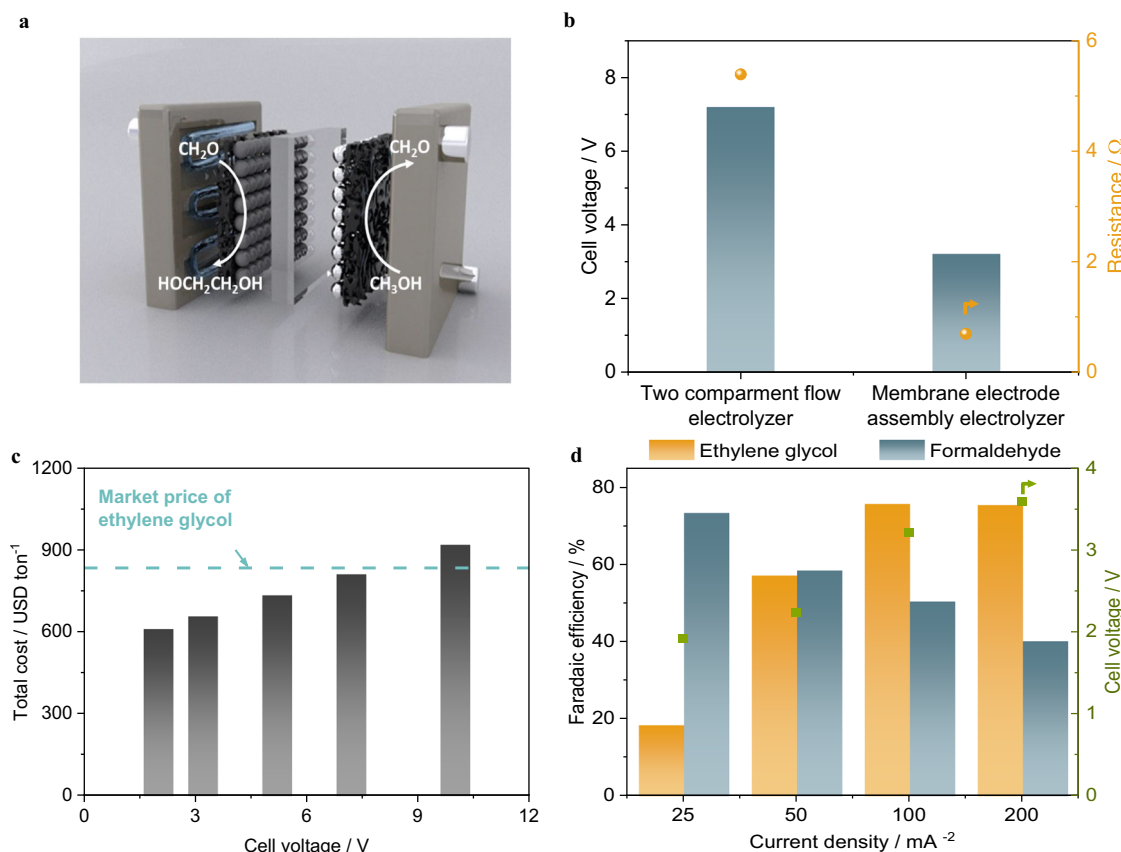 a
CH₂O
HOCH₂CH₂OH
CH₂O
CH₃OH
b
Cell voltage / V
8
6
4
2
0
6
4
2
0
Resistance / Ω
Two comparment flow
electrolyzer
Membrane electrode
assembly electrolyzer
c
Total cost / USD ton⁻¹
1200
900
600
300
0
Market price of
ethylene glycol
0 3 6 9 12
Cell voltage / V
d
Ethylene glycol Formaldehyde
Faradaic efficiency / %
80
60
40
20
0
4
3
2
1
0
Cell voltage / V
25 50 100 200
Current density / mA ⁻²